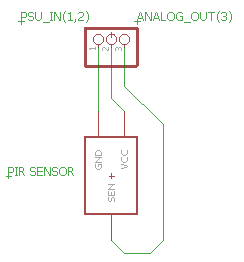 PSU_IN(1,2)
ANALOG_OUT(3)
1
2
3
GND
VCC
SEN
PIR SENSOR